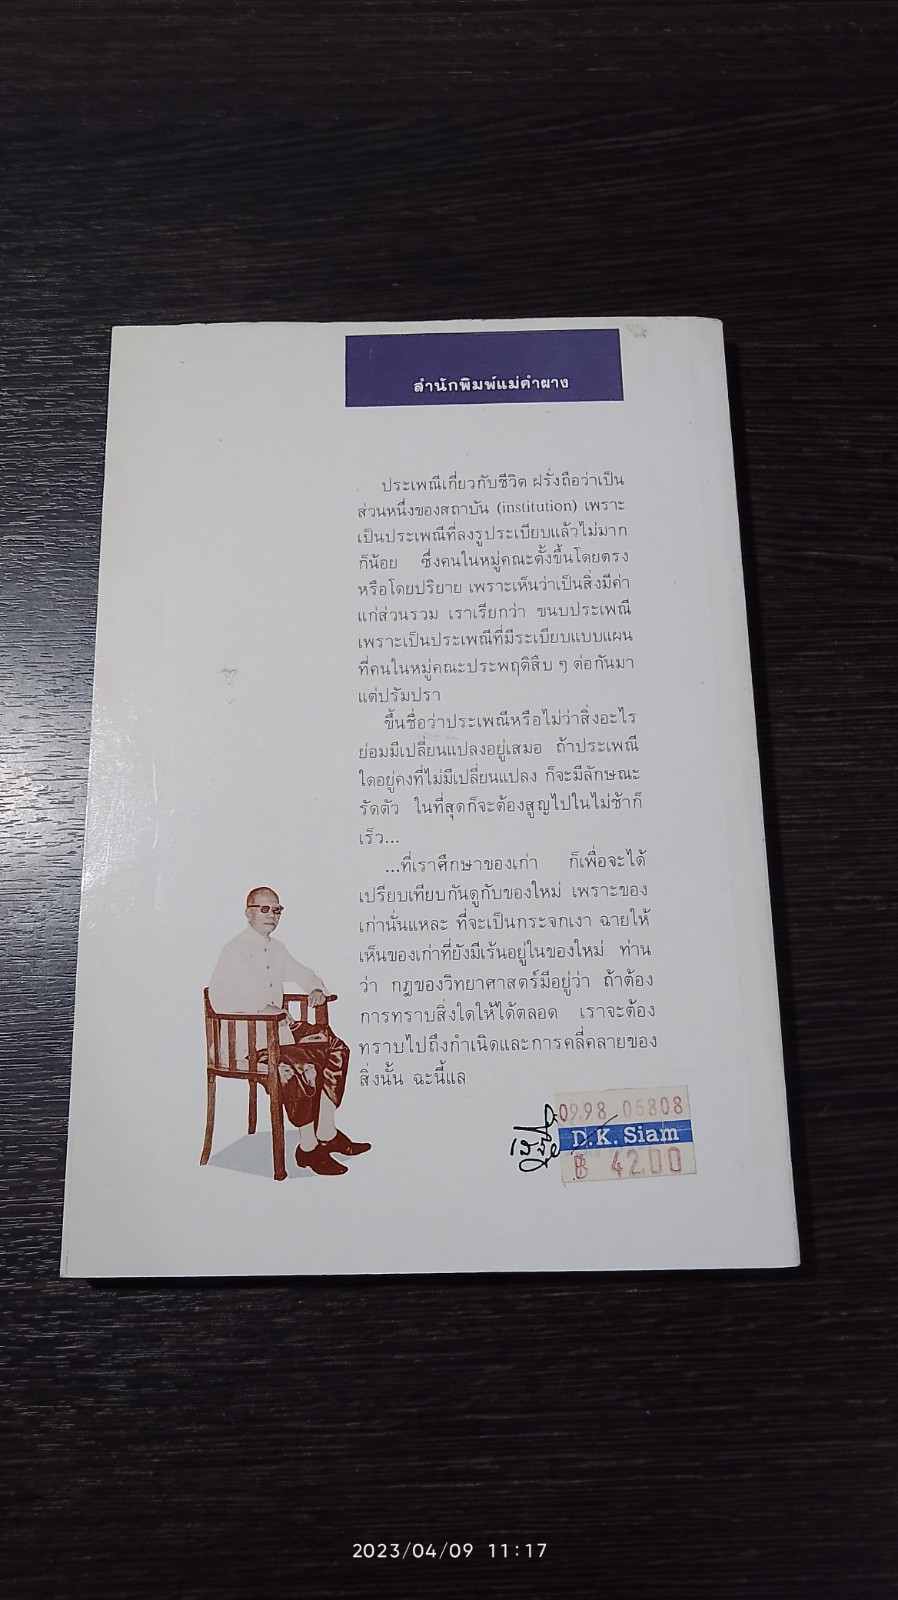 สำนักพิมพ์แม่คำผาง
ประเพณีเกี่ยวกับชีวิต ฝรั่งถือว่าเป็น
ส่วนหนึ่งของสถาบัน (institution) เพราะ
เป็นประเพณีที่ลงรูประเบียบแล้วไม่มาก
ก็น้อย ซึ่งคนในหมู่คณะตั้งขึ้นโดยตรง
หรือโดยปริยาย เพราะเห็นว่าเป็นสิ่งมีค่า
แก่ส่วนรวม เราเรียกว่า ขนบประเพณี
เพราะเป็นประเพณีที่มีระเบียบแบบแผน
ที่คนในหมู่คณะประพฤติสืบ ๆ ต่อกันมา
แต่ปรัมปรา
ขึ้นชื่อว่าประเพณีหรือไม่ว่าสิ่งอะไร
ย่อมมีเปลี่ยนแปลงอยู่เสมอ ถ้าประเพณี
ใดอยู่คงที่ไม่มีเปลี่ยนแปลง ก็จะมีลักษณะ
รัดตัว ในที่สุดก็จะต้องสูญไปในไม่ช้าก็
เร็ว...
...ที่เราศึกษาของเก่า ก็เพื่อจะได้
เปรียบเทียบกันดูกับของใหม่ เพราะของ
เก่านั่นแหละ ที่จะเป็นกระจกเงา ฉายให้
เห็นของเก่าที่ยังมีเร้นอยู่ในของใหม่ ท่าน
ว่า กฎของวิทยาศาสตร์มีอยู่ว่า ถ้าต้อง
การทราบสิ่งใดให้ได้ตลอด เราจะต้อง
ทราบไปถึงกำเนิดและการคลี่คลายของ
สิ่งนั้น ฉะนี้แล
09.98 06808
D.K. Siam
฿ 42.00
2023/04/09 11:17